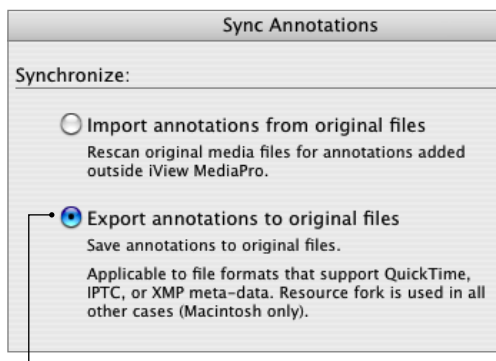 Sync Annotations
Synchronize:
Import annotations from original files
Rescan original media files for annotations added
outside iView MediaPro.
Export annotations to original files
Save annotations to original files.
Applicable to file formats that support QuickTime,
IPTC, or XMP meta-data. Resource fork is used in all
other cases (Macintosh only).